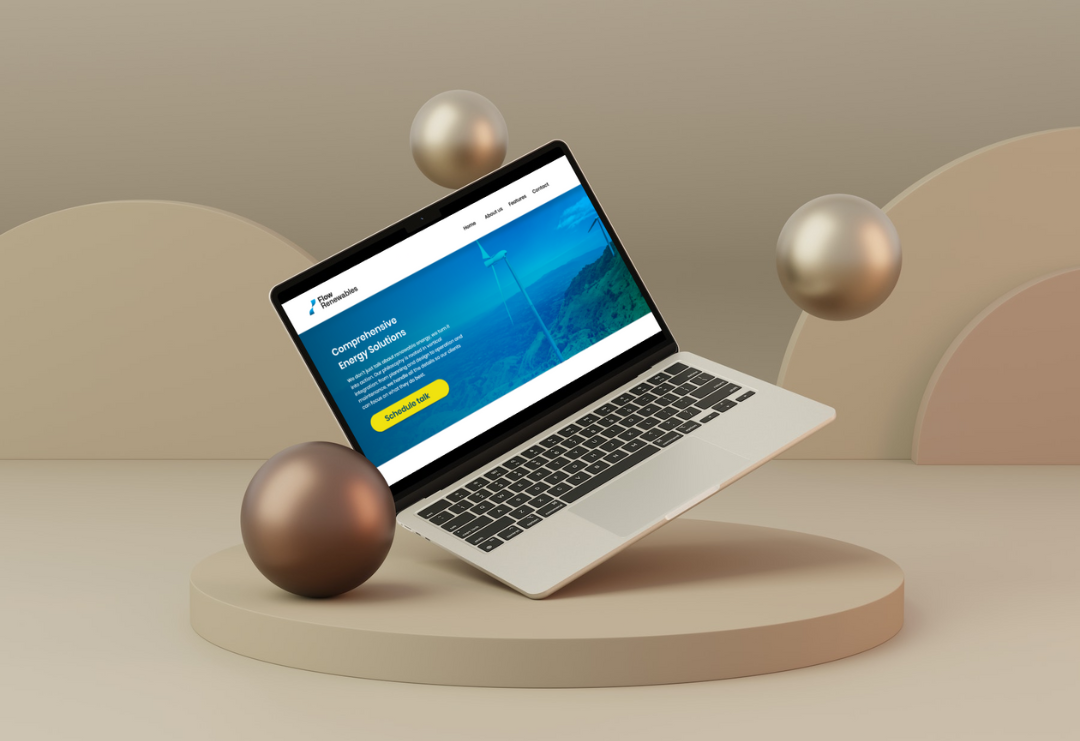 Flow
Renewables
Home
About us
Features
Contact
Comprehensive
Energy Solutions
We don't just talk about renewable energy, we turn it
into action. Our philosophy is rooted in vertical
integration from planning and design to operation and
maintenance, we handle all the details so our clients
can focus on what they do best.
Schedule talk